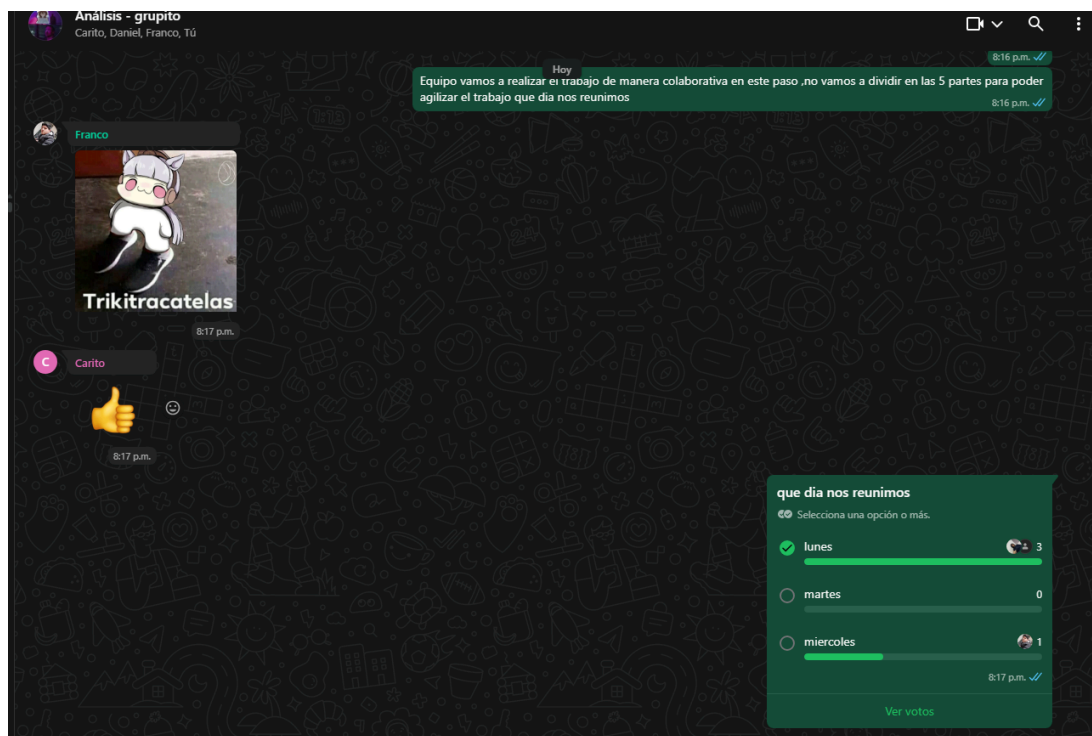 Análisis - grupito
Carito, Daniel, Franco, Tú
8:16 p.m.
Hoy
Equipo vamos a realizar el trabajo de manera colaborativa en este paso ,no vamos a dividir en las 5 partes para poder
agilizar el trabajo que dia nos reunimos
8:16 p.m.
Franco
Trikitracatelas
8:17 p.m.
C
Carito
8:17 p.m.
que dia nos reunimos
Selecciona una opción o más.
lunes 3
martes 0
miercoles 1
8:17 p.m.
Ver votos